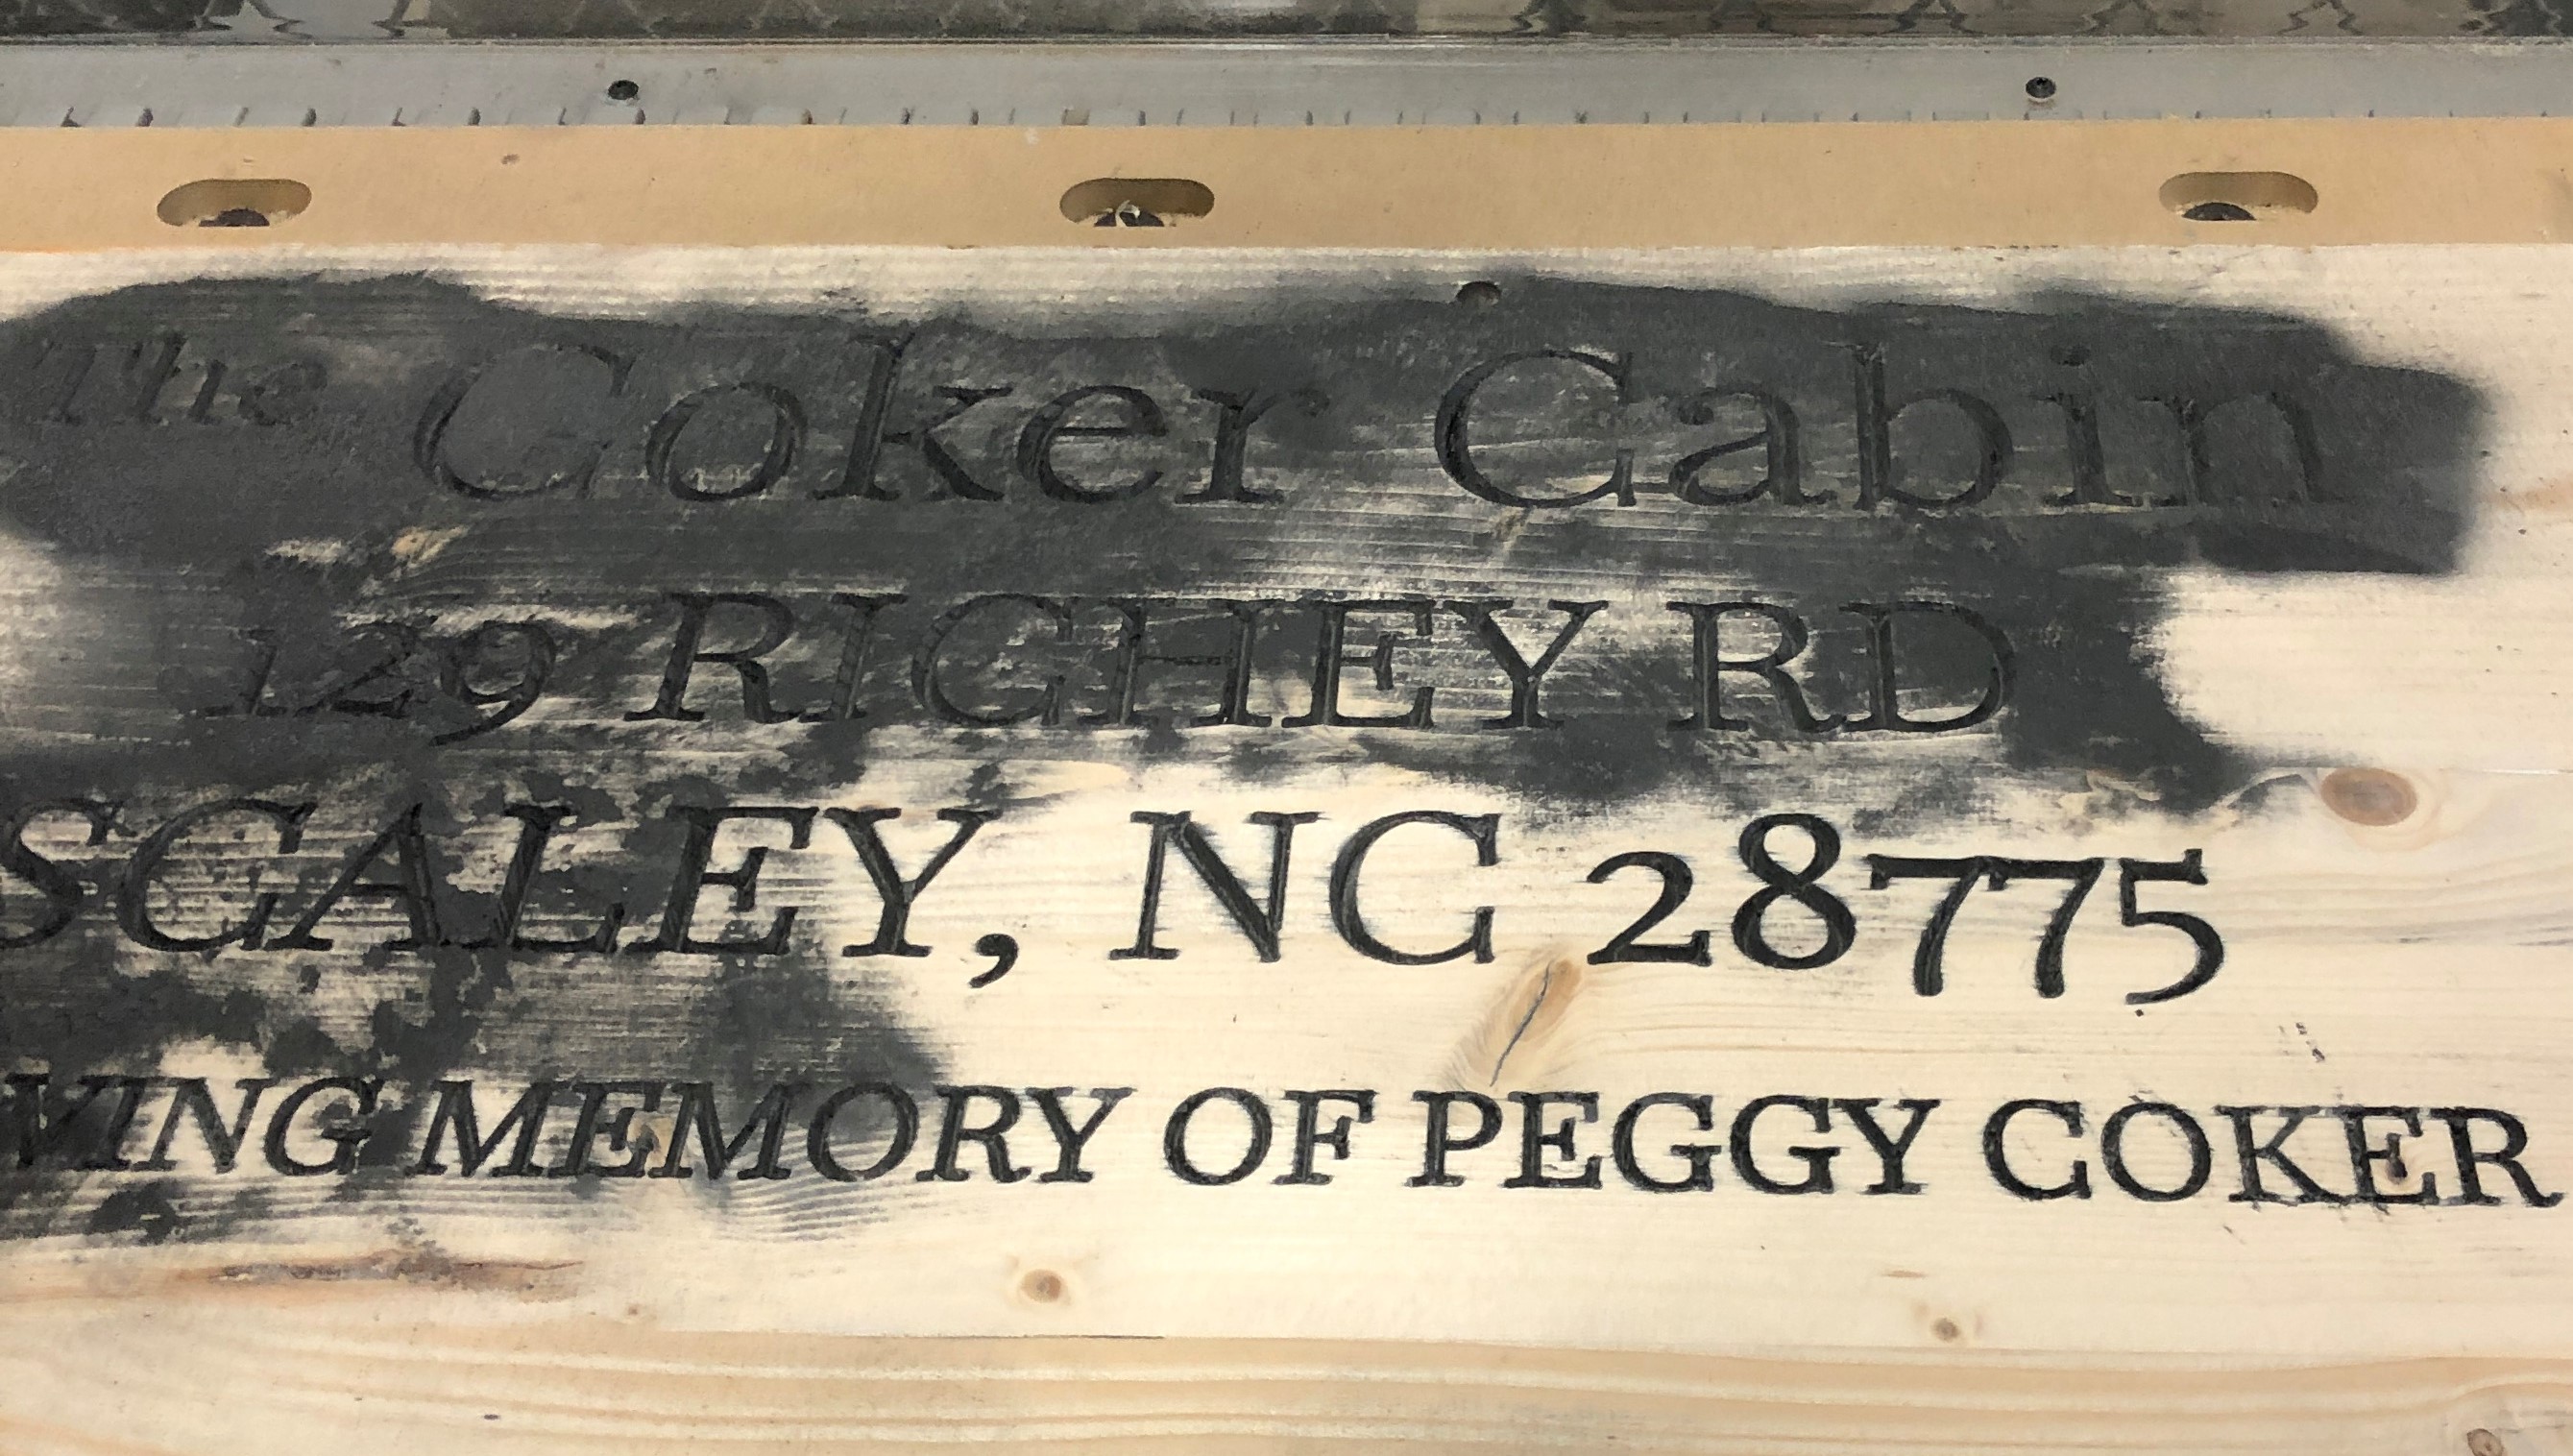 The Coker Cabin
129 RICHEY RD
SCALEY, NC 28775
VING MEMORY OF PEGGY COKER